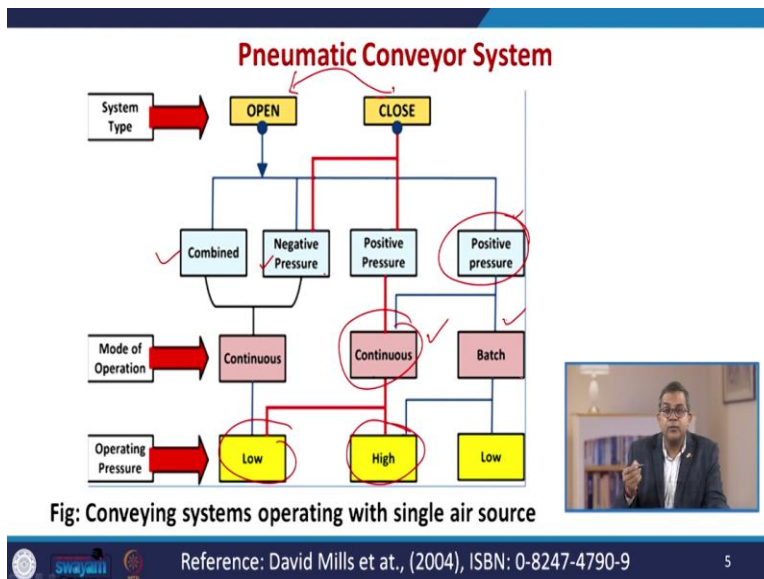 Pneumatic Conveyor System
System
Type
OPEN
CLOSE
Combined
Negative
Pressure
Positive
Pressure
Positive
pressure
Mode of
Operation
Continuous
Continuous
Batch
Operating
Pressure
Low
High
Low
Fig: Conveying systems operating with single air source
swayam
Reference: David Mills et at., (2004), ISBN: 0-8247-4790-9
5